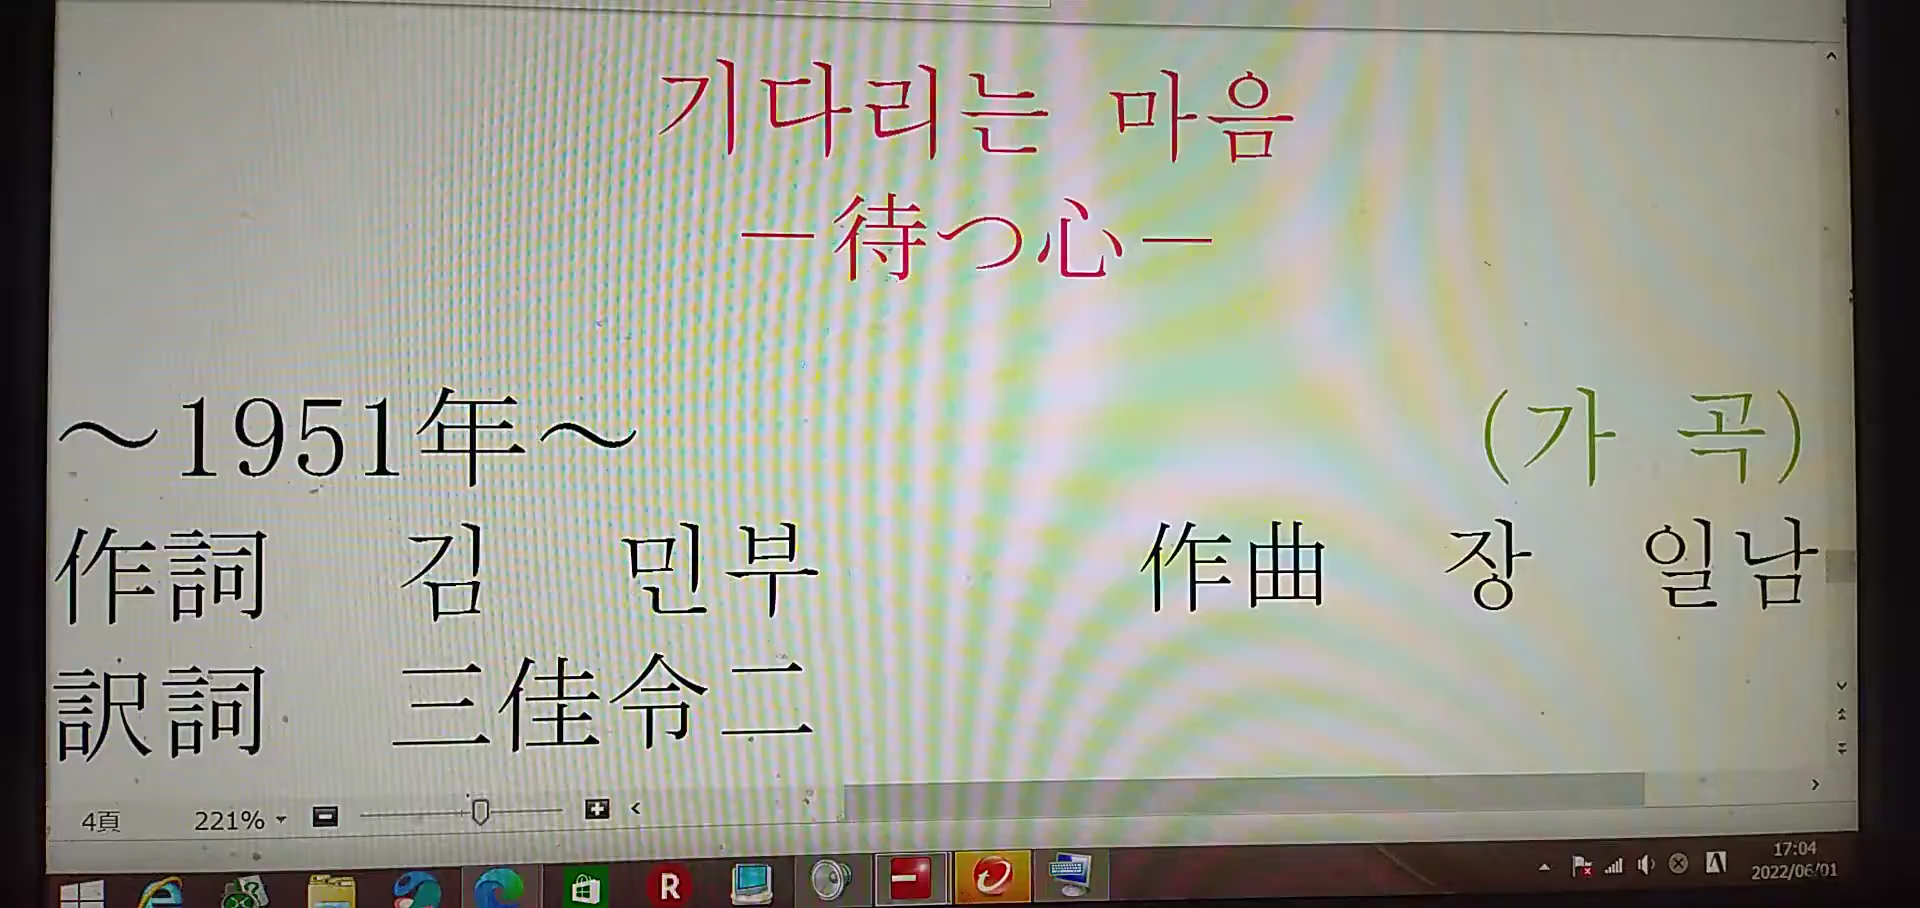 기다리는 마음
－待つ心－
～1951年～ (가 곡)
作詞 김 민부 作曲 장 일남
訳詞 三佳令二
4頁 221%
R
17:04
2022/06/01